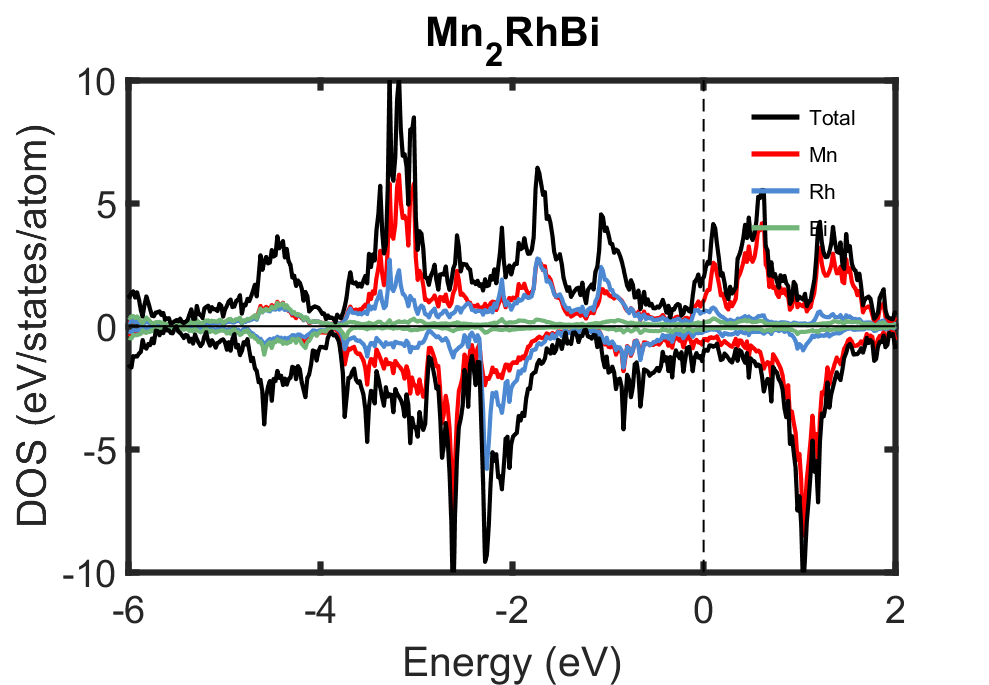 Mn2RhBi
10
5
0
-5
-10
-6
-4
-2
0
2
DOS (eV/states/atom)
Energy (eV)
Total
Mn
Rh
Bi